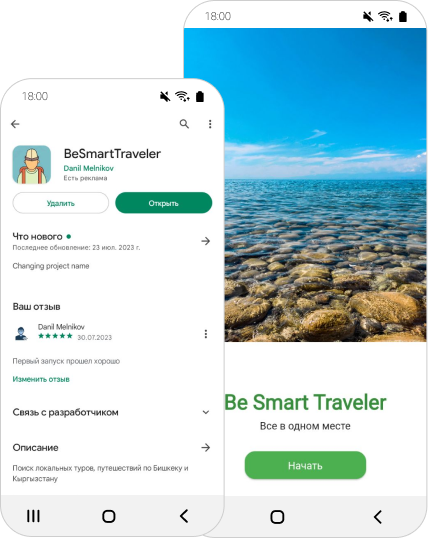 18:00
18:00
BeSmartTraveler
Danil Melnikov
Есть реклама
Удалить
Открыть
Что нового
Последнее обновление: 23 июл. 2023 г.
Changing project name
Ваш отзыв
Danil Melnikov
30.07.2023
Первый запуск прошел хорошо
Изменить отзыв
Связь с разработчиком
Описание
Поиск локальных туров, путешествий по Бишкеку и
Кыргызстану
Be Smart Traveler
Все в одном месте
Начать